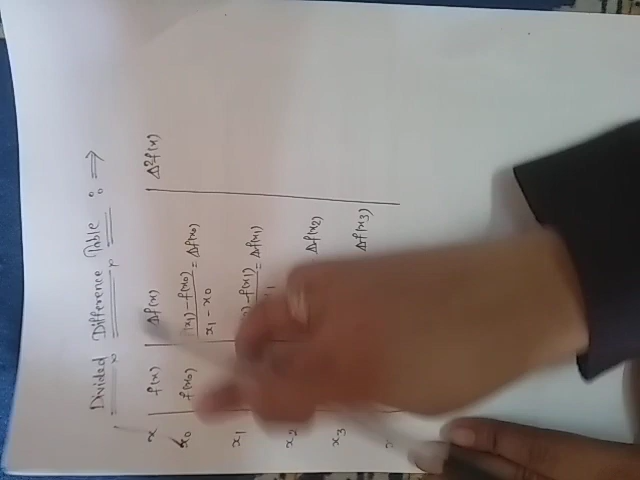 Divided Difference Table : ⇒
x f(x) Δf(x) Δ²f(x)
x₀ f(x₀) (x₁) - f(x₀) / x₁ - x₀ = Δf(x₀)
x₁ - f(x₁) = Δf(x₁)
x₂ Δf(x₂)
x₃ Δf(x₃)